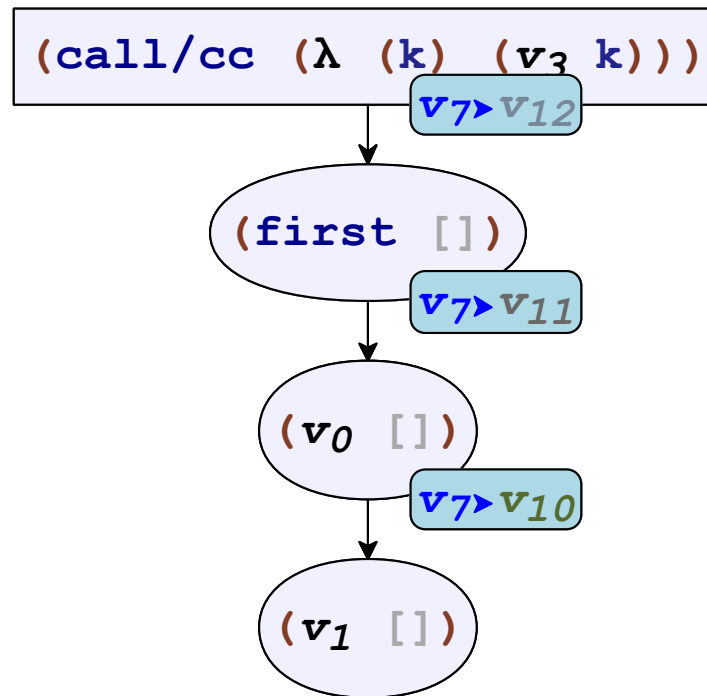 (call/cc (λ (k) (v₃ k)))
v₇➤v₁₂
(first [])
v₇➤v₁₁
(v₀ [])
v₇➤v₁₀
(v₁ [])